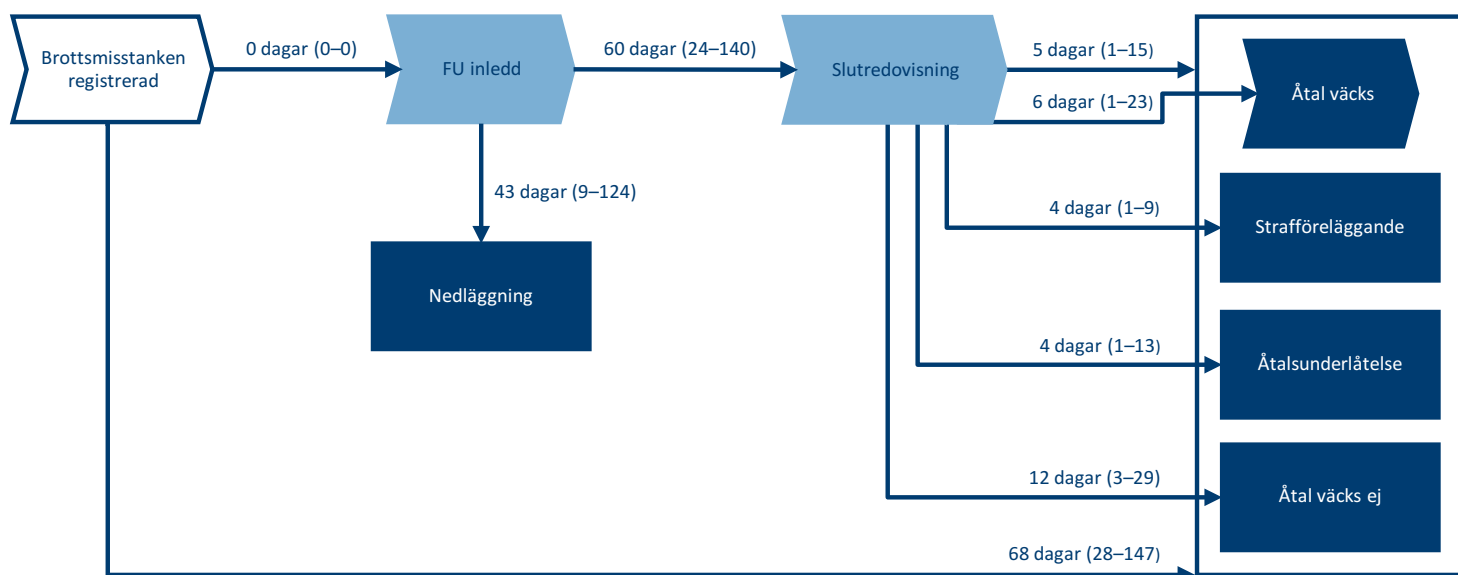 Brottsmisstanken
registrerad
0 dagar (0–0)
FU inledd
60 dagar (24–140)
Slutredovisning
5 dagar (1–15)
6 dagar (1–23)
Åtal väcks
43 dagar (9–124)
Nedläggning
4 dagar (1–9)
Strafföreläggande
4 dagar (1–13)
Åtalsunderlåtelse
12 dagar (3–29)
Åtal väcks ej
68 dagar (28–147)